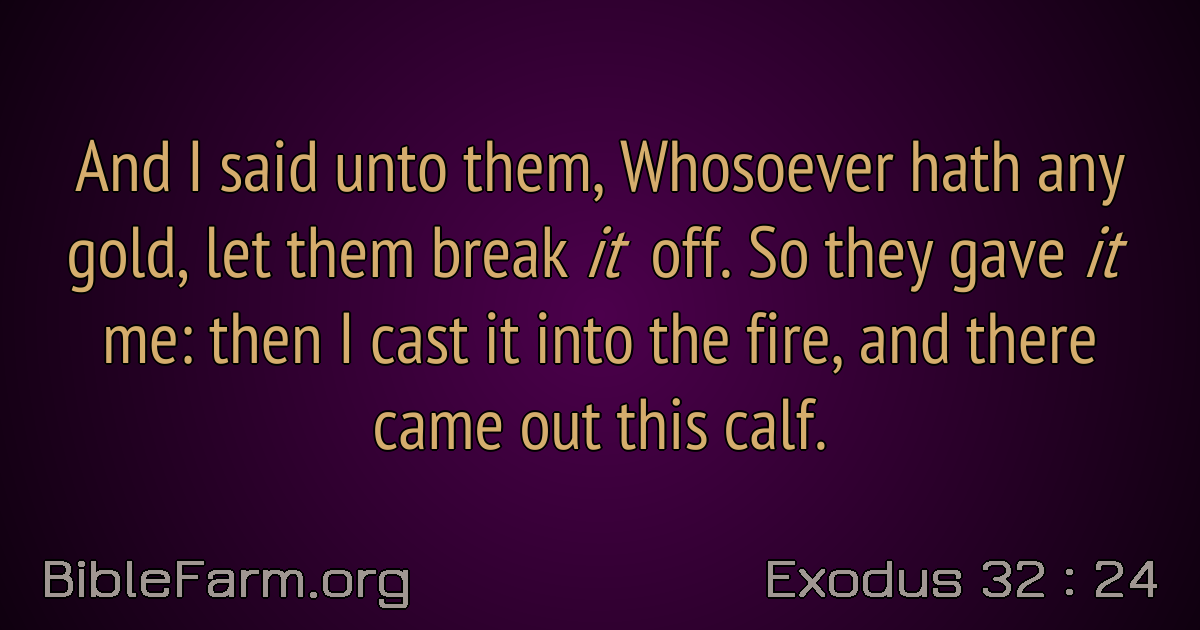 And I said unto them, Whosoever hath any
gold, let them break it off. So they gave it
me: then I cast it into the fire, and there
came out this calf.
BibleFarm.org
Exodus 32 : 24